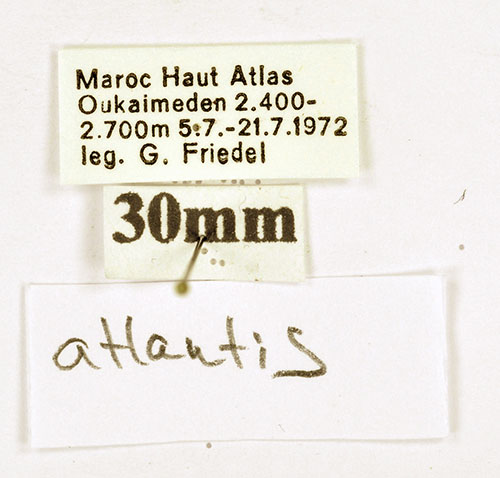 Maroc Haut Atlas
Oukaimeden 2.400-
2.700m 5.7.-21.7.1972
leg. G. Friedel
30mm
atlantis